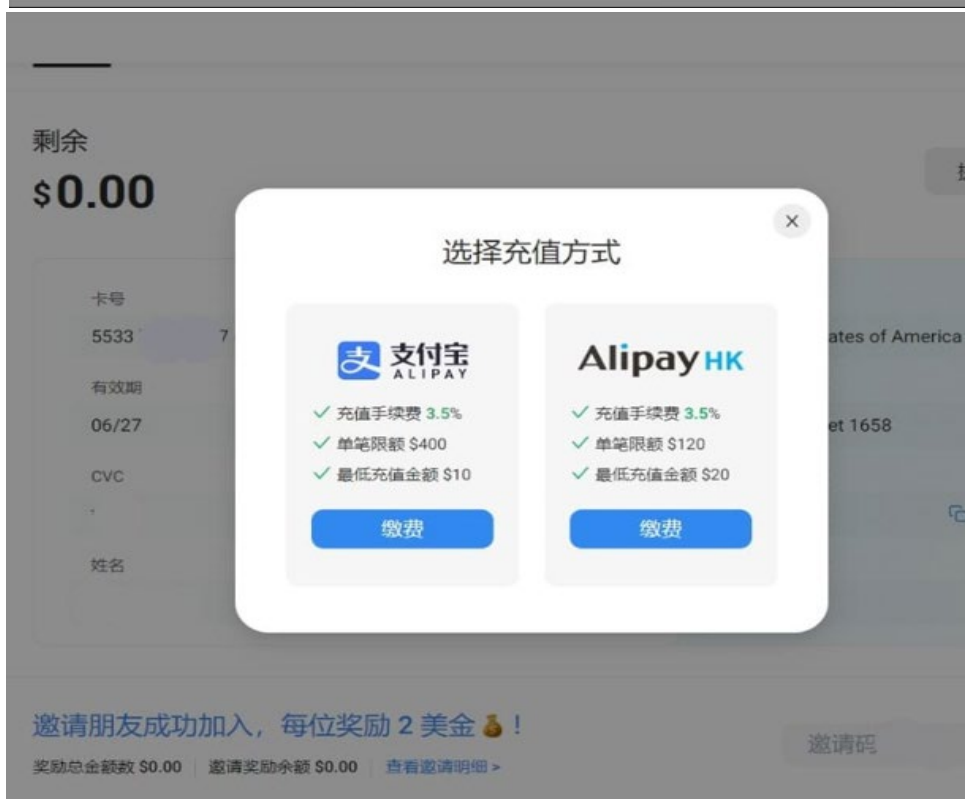 剩余
$0.00
选择充值方式
卡号
5533 7
支付宝
ALIPAY
AlipayHK
ates of America
有效期
06/27
充值手续费 3.5%
单笔限额 $400
最低充值金额 $10
充值手续费 3.5%
单笔限额 $120
最低充值金额 $20
et 1658
CVC
缴费
缴费
姓名
邀请朋友成功加入，每位奖励 2 美金💰！
邀请码
奖励总金额数 $0.00 邀请奖励余额 $0.00 查看邀请明细 >